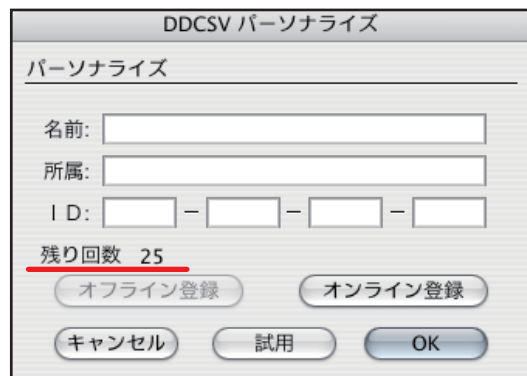 DDCSV パーソナライズ
パーソナライズ
名前:
所属:
ＩＤ: － － －
残り回数 25
オフライン登録 オンライン登録
キャンセル 試用 OK